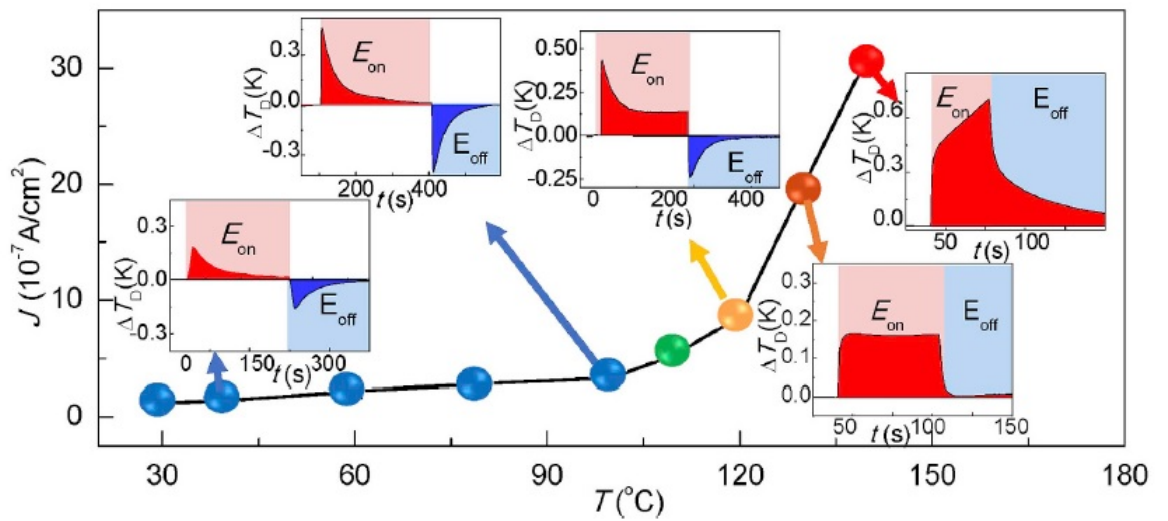 J (10⁻⁷A/cm²)
30
20
10
0
30
60
90
120
150
180
T (°C)
ΔT_D(K)
0.4
0.0
-0.4
E_on
E_off
200
400
t(s)
ΔT_D(K)
0.50
0.25
0.00
-0.25
E_on
E_off
0
200
400
t(s)
ΔT_D(K)
0.6
0.3
0.0
E_on
E_off
50
100
t(s)
ΔT_D(K)
0.3
0.0
-0.3
E_on
E_off
0
150
300
t(s)
ΔT_D(K)
0.3
0.2
0.1
0.0
E_on
E_off
50
100
150
t(s)